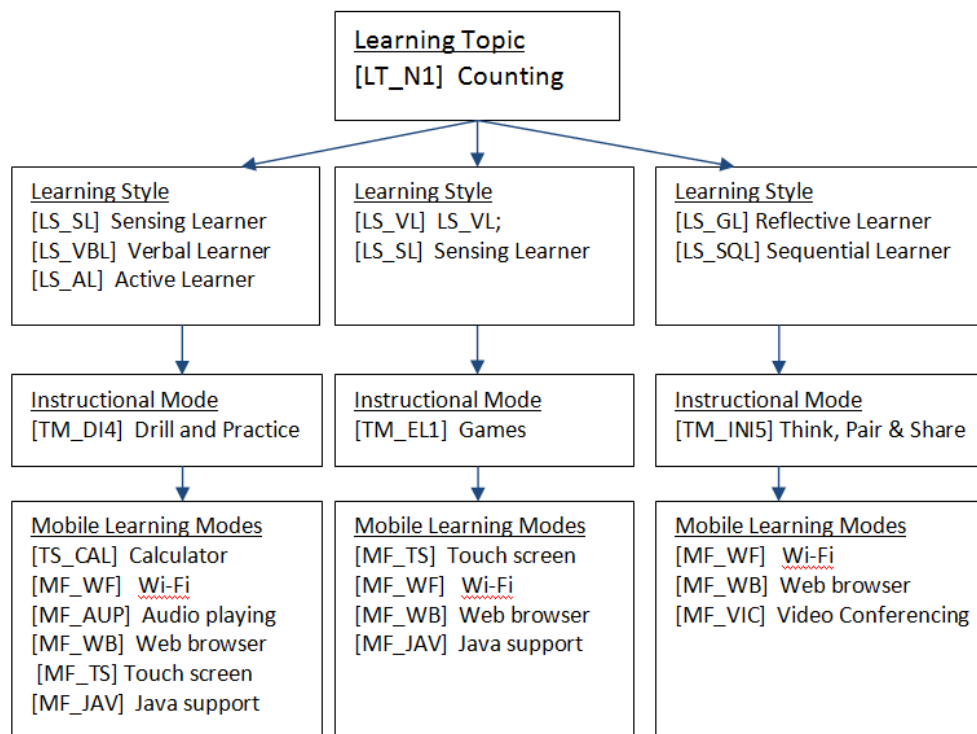 Learning Topic
[LT_N1] Counting
Learning Style
[LS_SL] Sensing Learner
[LS_VBL] Verbal Learner
[LS_AL] Active Learner
Learning Style
[LS_VL] LS_VL;
[LS_SL] Sensing Learner
Learning Style
[LS_GL] Reflective Learner
[LS_SQL] Sequential Learner
Instructional Mode
[TM_DI4] Drill and Practice
Instructional Mode
[TM_EL1] Games
Instructional Mode
[TM_INI5] Think, Pair & Share
Mobile Learning Modes
[TS_CAL] Calculator
[MF_WF] Wi-Fi
[MF_AUP] Audio playing
[MF_WB] Web browser
[MF_TS] Touch screen
[MF_JAV] Java support
Mobile Learning Modes
[MF_TS] Touch screen
[MF_WF] Wi-Fi
[MF_WB] Web browser
[MF_JAV] Java support
Mobile Learning Modes
[MF_WF] Wi-Fi
[MF_WB] Web browser
[MF_VIC] Video Conferencing